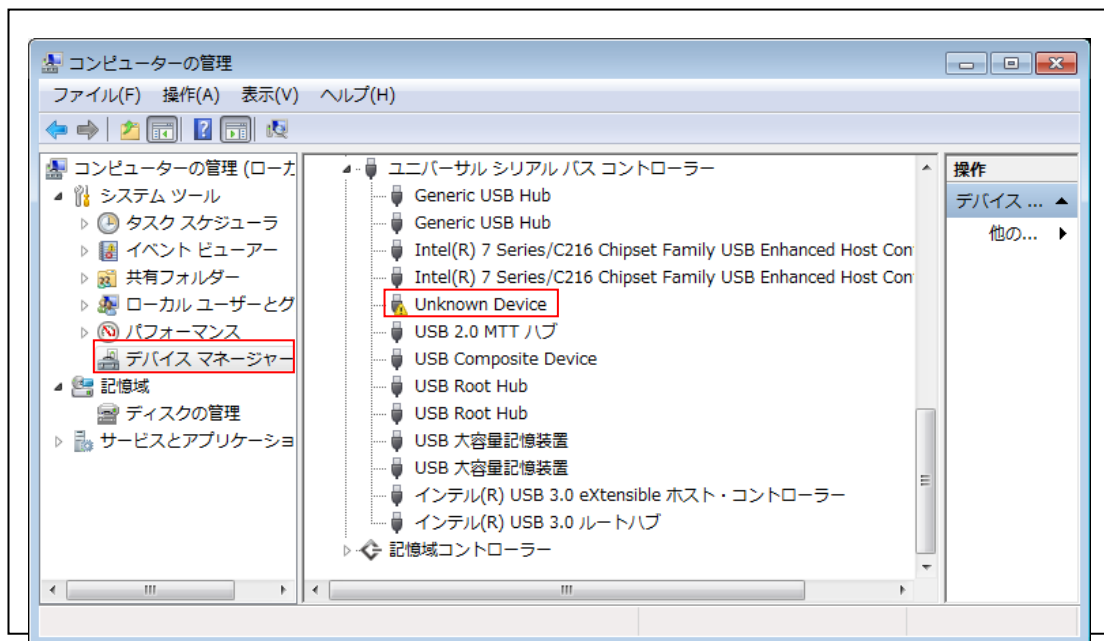 コンピューターの管理
ファイル(F) 操作(A) 表示(V) ヘルプ(H)
コンピューターの管理 (ローカ
システム ツール
タスク スケジューラ
イベント ビューアー
共有フォルダー
ローカル ユーザーとグ
パフォーマンス
デバイス マネージャー
記憶域
ディスクの管理
サービスとアプリケーショ
ユニバーサル シリアル バス コントローラー
Generic USB Hub
Generic USB Hub
Intel(R) 7 Series/C216 Chipset Family USB Enhanced Host Con
Intel(R) 7 Series/C216 Chipset Family USB Enhanced Host Con
Unknown Device
USB 2.0 MTT ハブ
USB Composite Device
USB Root Hub
USB Root Hub
USB 大容量記憶装置
USB 大容量記憶装置
インテル(R) USB 3.0 eXtensible ホスト・コントローラー
インテル(R) USB 3.0 ルートハブ
記憶域コントローラー
操作
デバイス ...
他の...